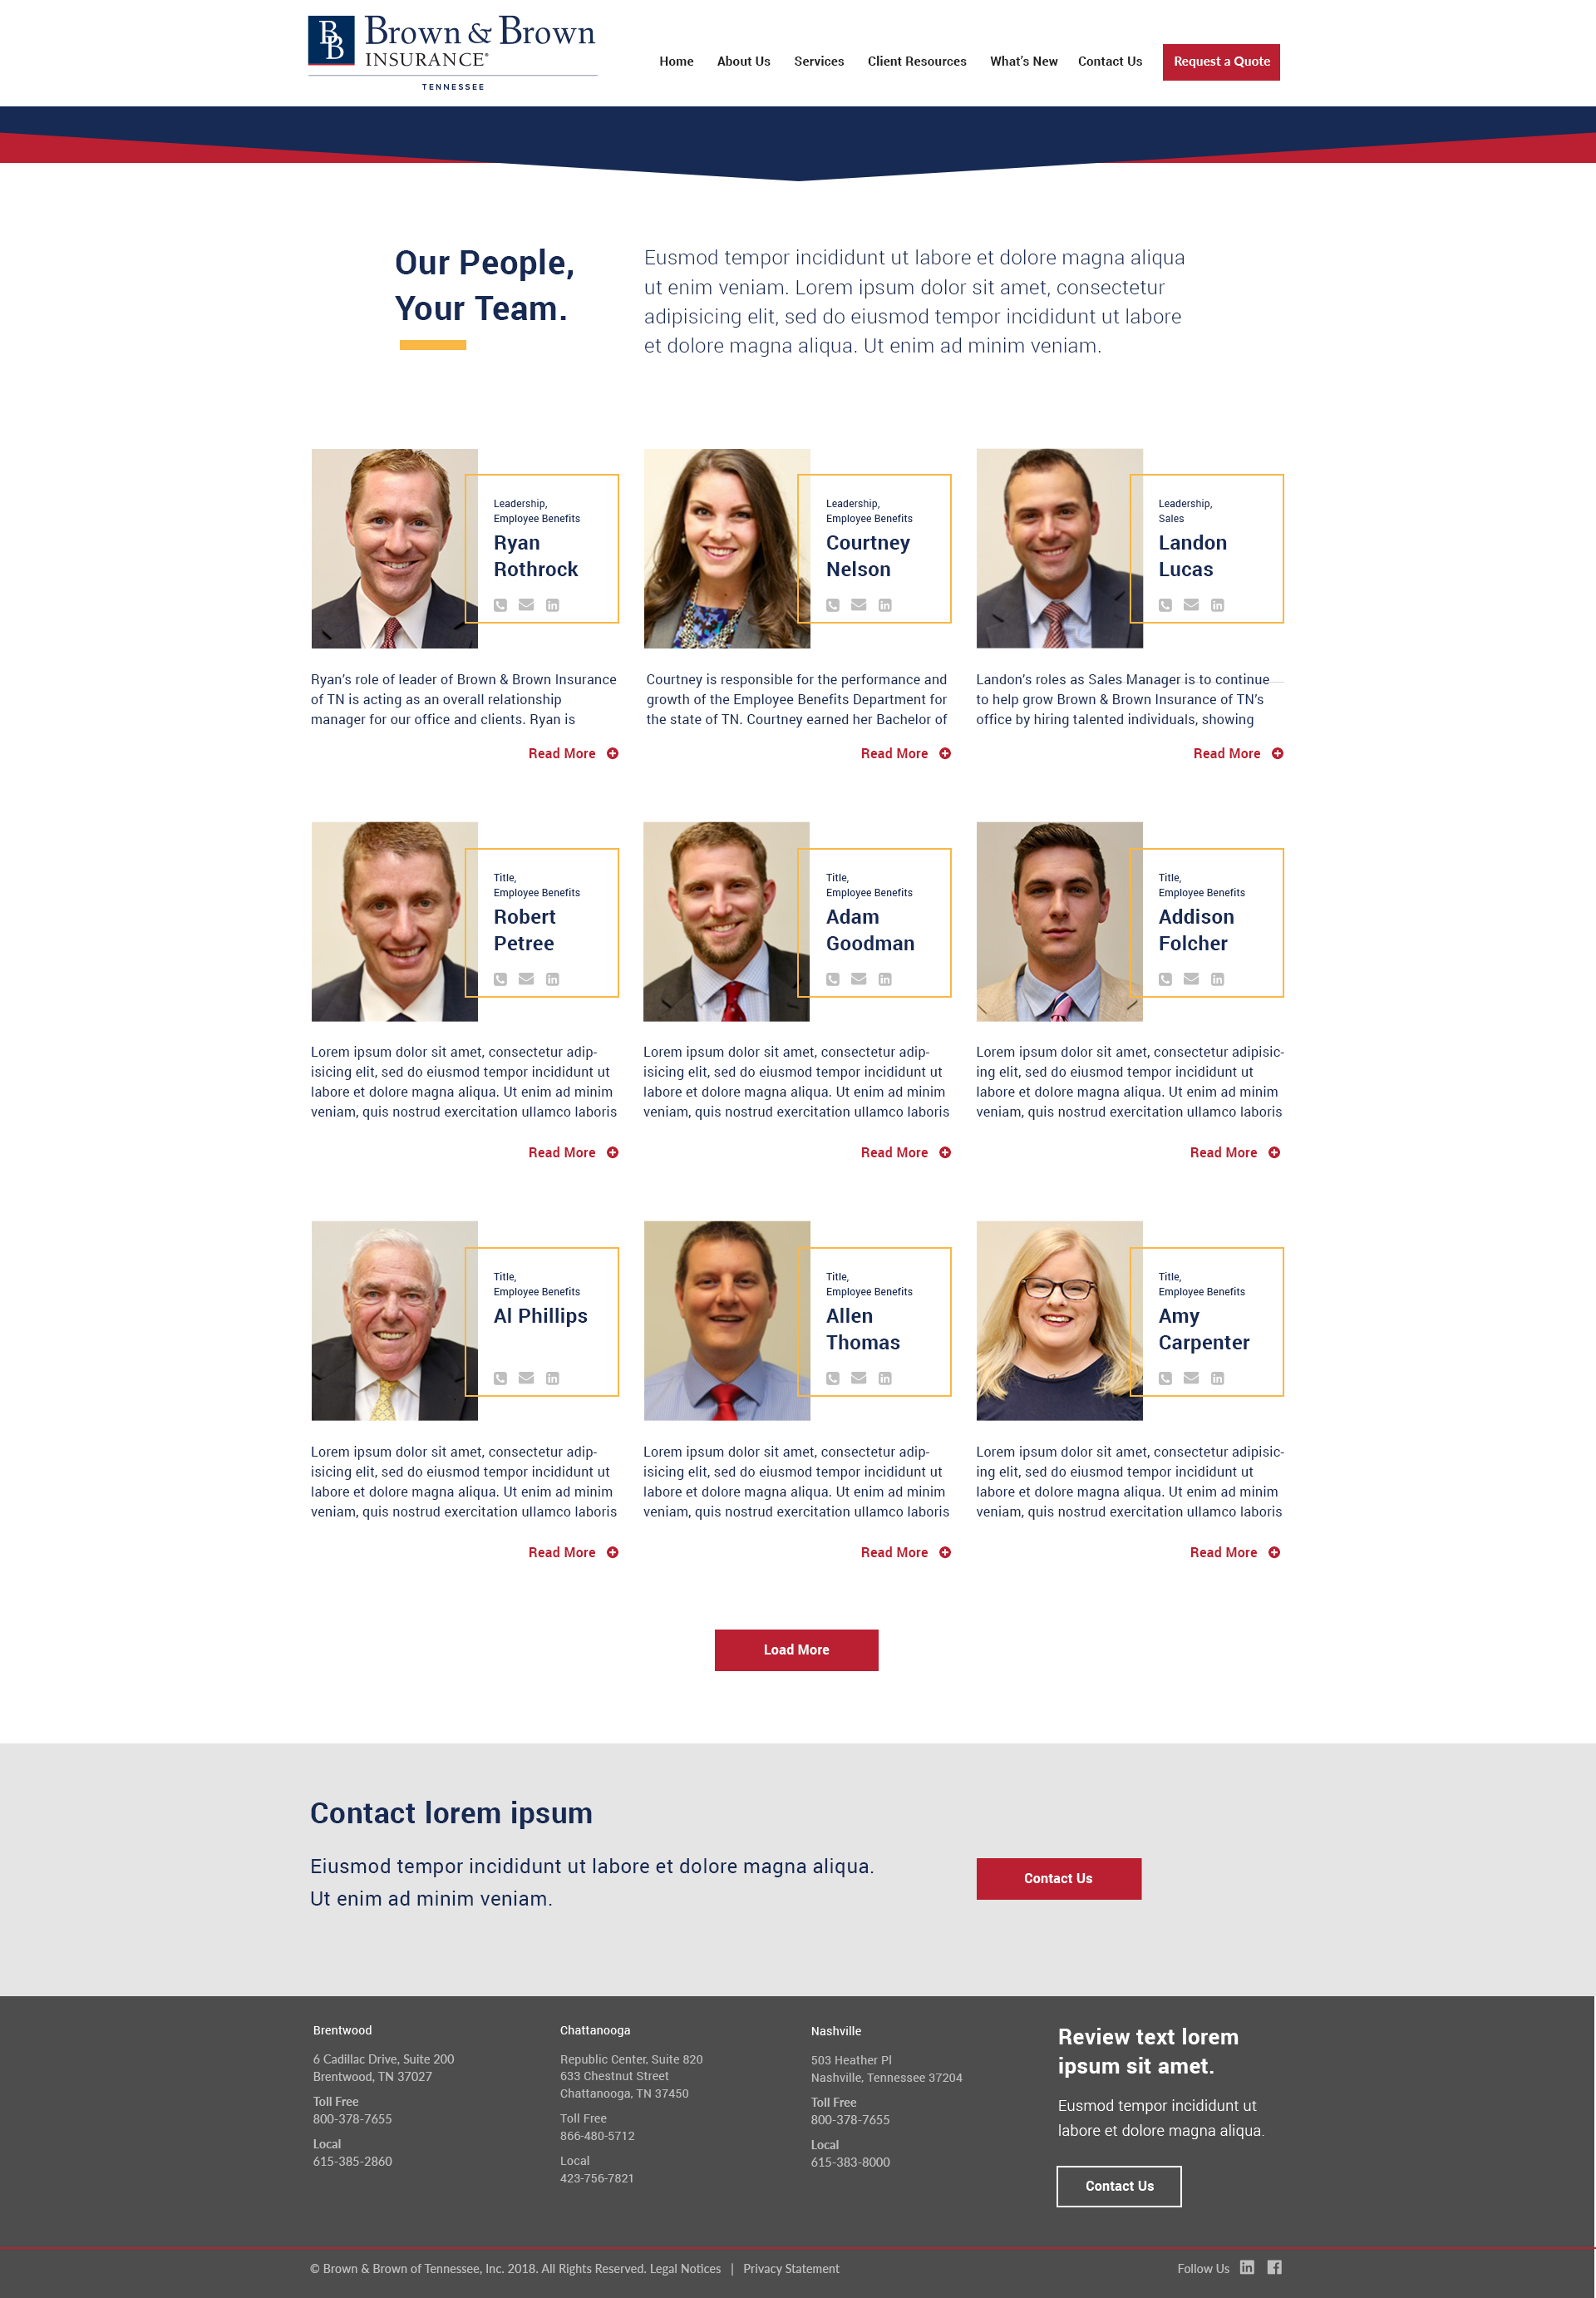 BB Brown & Brown
INSURANCE®
TENNESSEE
Home About Us Services Client Resources What's New Contact Us Request a Quote
Our People,
Your Team.
Eusmod tempor incididunt ut labore et dolore magna aliqua
ut enim veniam. Lorem ipsum dolor sit amet, consectetur
adipisicing elit, sed do eiusmod tempor incididunt ut labore
et dolore magna aliqua. Ut enim ad minim veniam.
Leadership,
Employee Benefits
Ryan
Rothrock
Ryan's role of leader of Brown & Brown Insurance
of TN is acting as an overall relationship
manager for our office and clients. Ryan is
Read More
Leadership,
Employee Benefits
Courtney
Nelson
Courtney is responsible for the performance and
growth of the Employee Benefits Department for
the state of TN. Courtney earned her Bachelor of
Read More
Leadership,
Sales
Landon
Lucas
Landon's roles as Sales Manager is to continue
to help grow Brown & Brown Insurance of TN's
office by hiring talented individuals, showing
Read More
Title,
Employee Benefits
Robert
Petree
Lorem ipsum dolor sit amet, consectetur adip-
isicing elit, sed do eiusmod tempor incididunt ut
labore et dolore magna aliqua. Ut enim ad minim
veniam, quis nostrud exercitation ullamco laboris
Read More
Title,
Employee Benefits
Adam
Goodman
Lorem ipsum dolor sit amet, consectetur adip-
isicing elit, sed do eiusmod tempor incididunt ut
labore et dolore magna aliqua. Ut enim ad minim
veniam, quis nostrud exercitation ullamco laboris
Read More
Title,
Employee Benefits
Addison
Folcher
Lorem ipsum dolor sit amet, consectetur adipisic-
ing elit, sed do eiusmod tempor incididunt ut
labore et dolore magna aliqua. Ut enim ad minim
veniam, quis nostrud exercitation ullamco laboris
Read More
Title,
Employee Benefits
Al Phillips
Lorem ipsum dolor sit amet, consectetur adip-
isicing elit, sed do eiusmod tempor incididunt ut
labore et dolore magna aliqua. Ut enim ad minim
veniam, quis nostrud exercitation ullamco laboris
Read More
Title,
Employee Benefits
Allen
Thomas
Lorem ipsum dolor sit amet, consectetur adip-
isicing elit, sed do eiusmod tempor incididunt ut
labore et dolore magna aliqua. Ut enim ad minim
veniam, quis nostrud exercitation ullamco laboris
Read More
Title,
Employee Benefits
Amy
Carpenter
Lorem ipsum dolor sit amet, consectetur adipisic-
ing elit, sed do eiusmod tempor incididunt ut
labore et dolore magna aliqua. Ut enim ad minim
veniam, quis nostrud exercitation ullamco laboris
Read More
Load More
Contact lorem ipsum
Eiusmod tempor incididunt ut labore et dolore magna aliqua.
Ut enim ad minim veniam.
Contact Us
Brentwood
6 Cadillac Drive, Suite 200
Brentwood, TN 37027
Toll Free
800-378-7655
Local
615-385-2860
Chattanooga
Republic Center, Suite 820
633 Chestnut Street
Chattanooga, TN 37450
Toll Free
866-480-5712
Local
423-756-7821
Nashville
503 Heather Pl
Nashville, Tennessee 37204
Toll Free
800-378-7655
Local
615-383-8000
Review text lorem
ipsum sit amet.
Eusmod tempor incididunt ut
labore et dolore magna aliqua.
Contact Us
© Brown & Brown of Tennessee, Inc. 2018. All Rights Reserved. Legal Notices | Privacy Statement
Follow Us